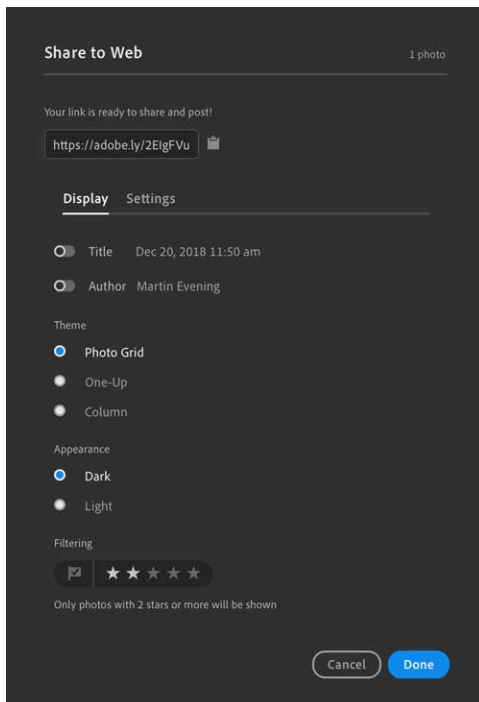 Share to Web
1 photo
Your link is ready to share and post!
https://adobe.ly/2EIgFVu
Display Settings
Title Dec 20, 2018 11:50 am
Author Martin Evening
Theme
Photo Grid
One-Up
Column
Appearance
Dark
Light
Filtering
Only photos with 2 stars or more will be shown
Cancel Done